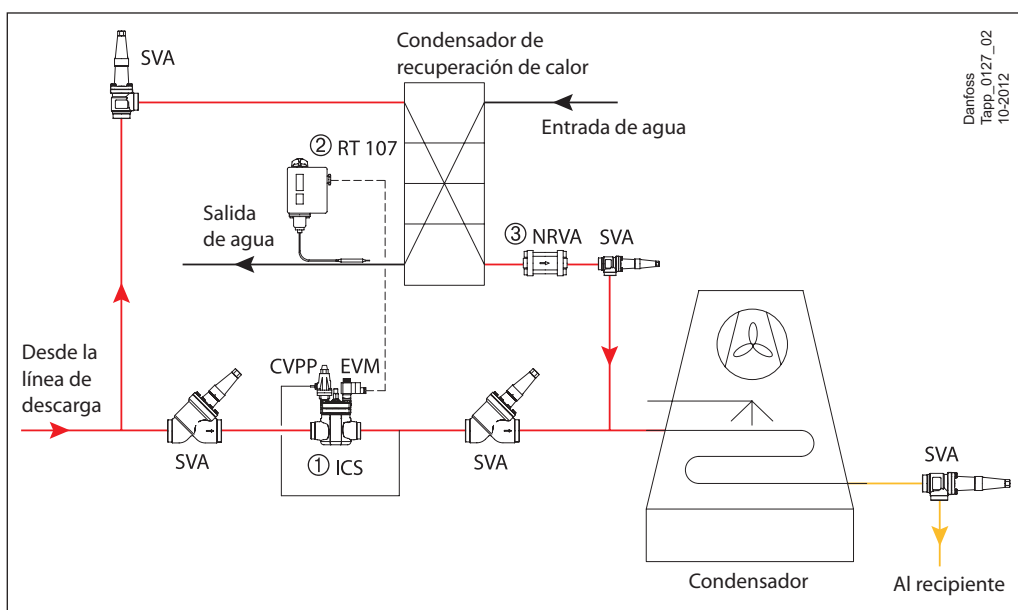 SVA
Condensador de
recuperación de calor
Danfoss
Tapp_0127_02
10-2012
Entrada de agua
② RT 107
Salida
de agua
③ NRVA
SVA
Desde la
línea de
descarga
CVPP
EVM
SVA
① ICS
SVA
SVA
Condensador
Al recipiente